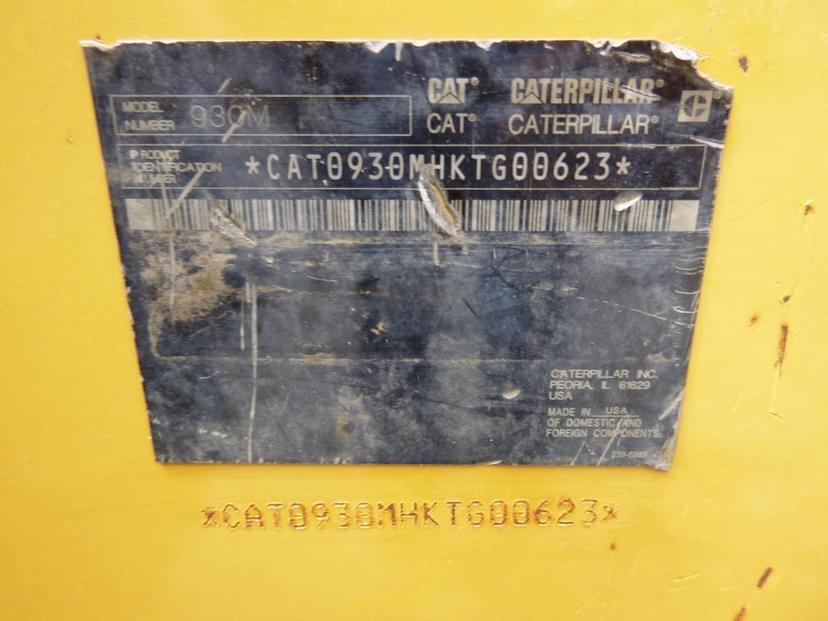 CAT® CATERPILLAR®
MODEL NUMBER 930M
CAT® CATERPILLAR®
PRODUCT IDENTIFICATION NUMBER *CAT0930MHKTG00623*
CATERPILLAR INC.
PEORIA, IL 61629
USA
MADE IN USA
OF DOMESTIC AND
FOREIGN COMPONENTS.
*CAT0930MHKTG00623*